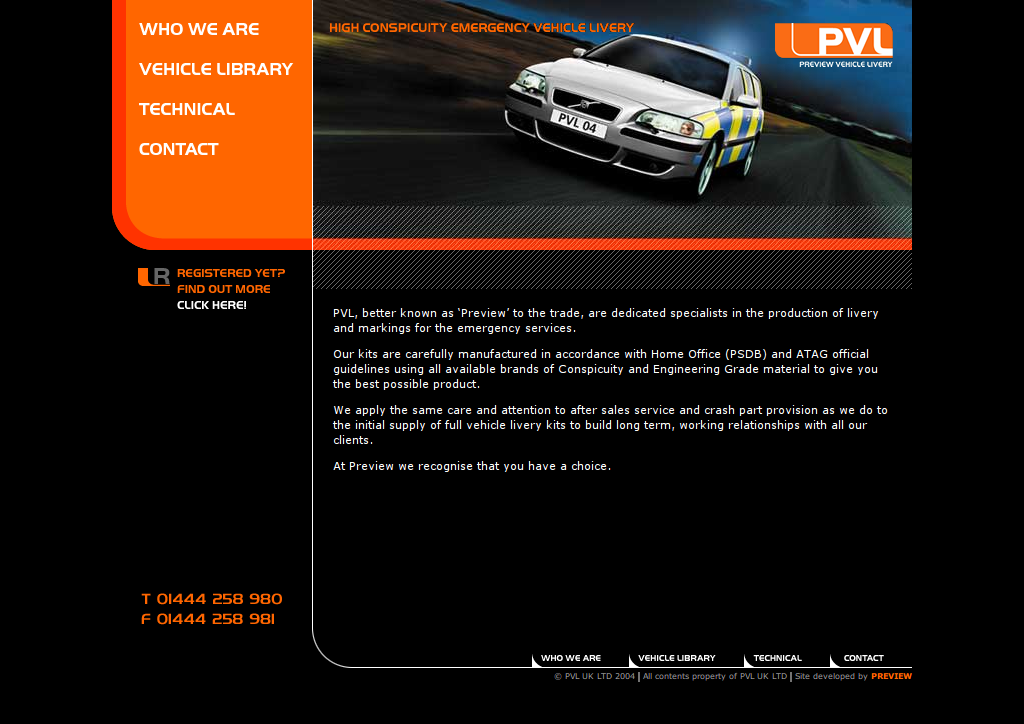 WHO WE ARE
VEHICLE LIBRARY
TECHNICAL
CONTACT
HIGH CONSPICUITY EMERGENCY VEHICLE LIVERY
PVL
PREVIEW VEHICLE LIVERY
PVL 04
R
REGISTERED YET?
FIND OUT MORE
CLICK HERE!
PVL, better known as ‘Preview’ to the trade, are dedicated specialists in the production of livery
and markings for the emergency services.
Our kits are carefully manufactured in accordance with Home Office (PSDB) and ATAG official
guidelines using all available brands of Conspicuity and Engineering Grade material to give you
the best possible product.
We apply the same care and attention to after sales service and crash part provision as we do to
the initial supply of full vehicle livery kits to build long term, working relationships with all our
clients.
At Preview we recognise that you have a choice.
T 01444 258 980
F 01444 258 981
WHO WE ARE VEHICLE LIBRARY TECHNICAL CONTACT
© PVL UK LTD 2004 | All contents property of PVL UK LTD | Site developed by PREVIEW